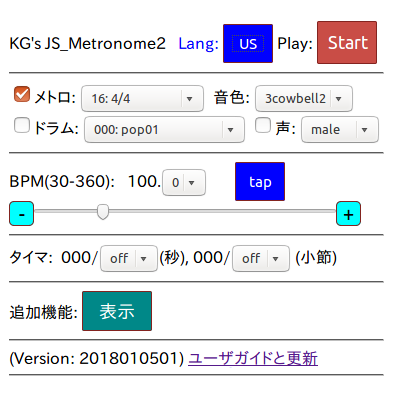 KG's JS_Metronome2 Lang: US Play: Start
メトロ: 16: 4/4 音色: 3cowbell2
ドラム: 000: pop01 声: male
BPM(30-360): 100. 0 tap
- +
タイマ: 000/ off (秒), 000/ off (小節)
追加機能: 表示
(Version: 2018010501) ユーザガイドと更新